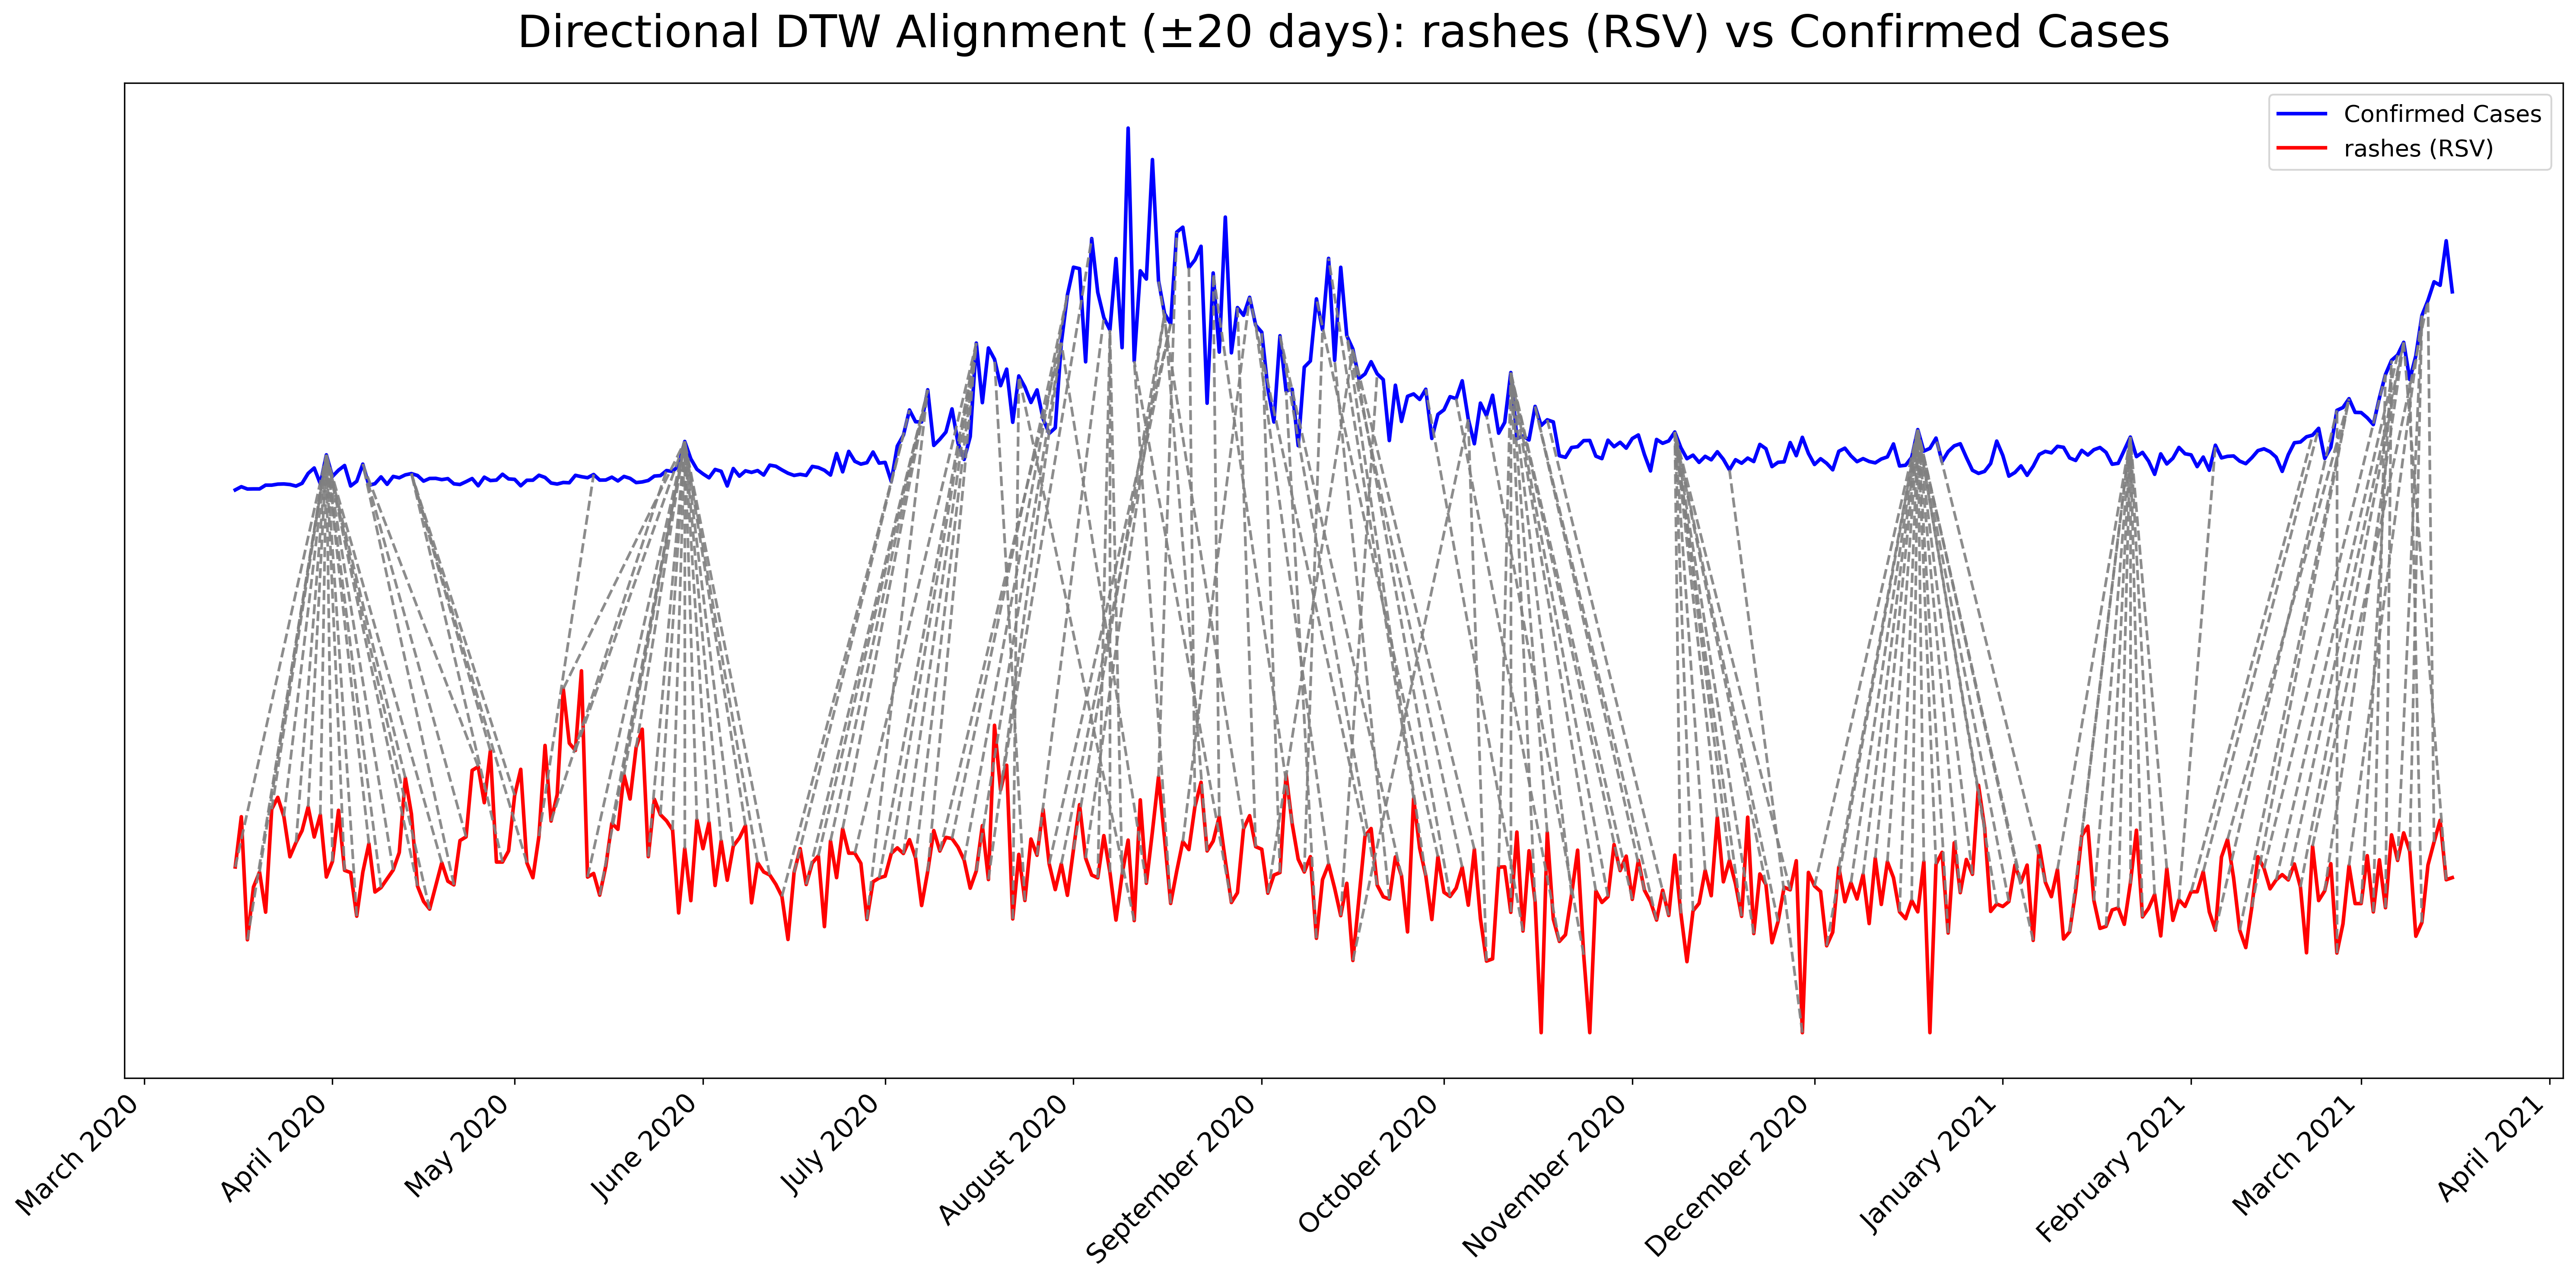 Directional DTW Alignment (±20 days): rashes (RSV) vs Confirmed Cases
Confirmed Cases
rashes (RSV)
March 2020
April 2020
May 2020
June 2020
July 2020
August 2020
September 2020
October 2020
November 2020
December 2020
January 2021
February 2021
March 2021
April 2021